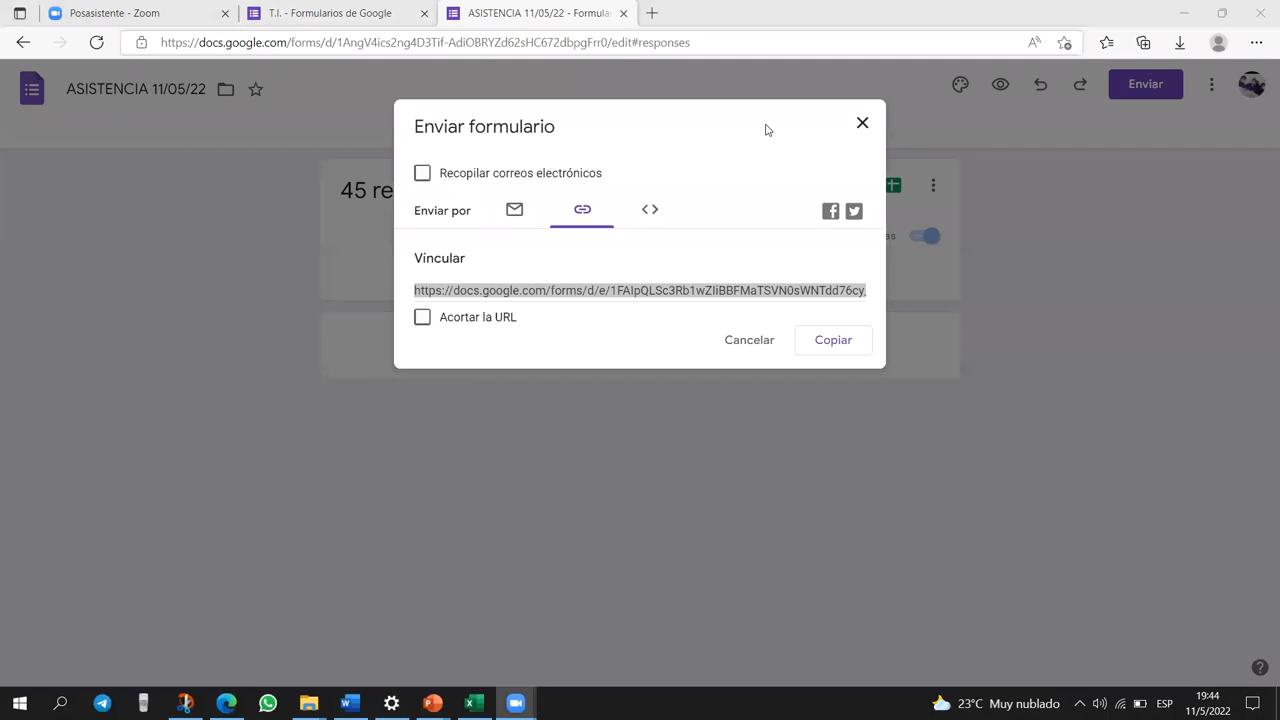 Posasistente - Zoom
T.I. - Formularios de Google
ASISTENCIA 11/05/22 - Formula
https://docs.google.com/forms/d/1AngV4ics2ng4D3Tif-AdiOBRYZd62sHC672dbpgFrr0/edit#responses
ASISTENCIA 11/05/22
Enviar
Enviar formulario
Recopilar correos electrónicos
45 re
Enviar por
as
Vincular
https://docs.google.com/forms/d/e/1FAIpQLSc3Rb1wZIiBBFMaTSVN0sWNTdd76cy
Acortar la URL
Cancelar
Copiar
23°C Muy nublado
ESP
19:44
11/5/2022